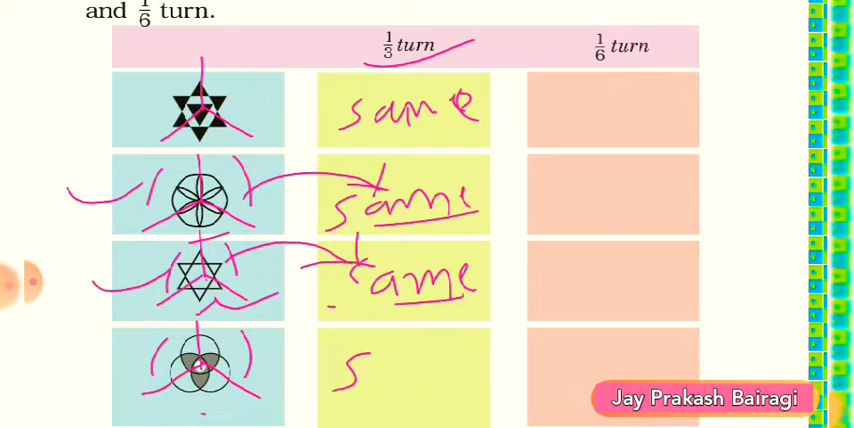 and 1/6 turn.
1/3 turn 1/6 turn
same
same
same
s
Jay Prakash Bairagi